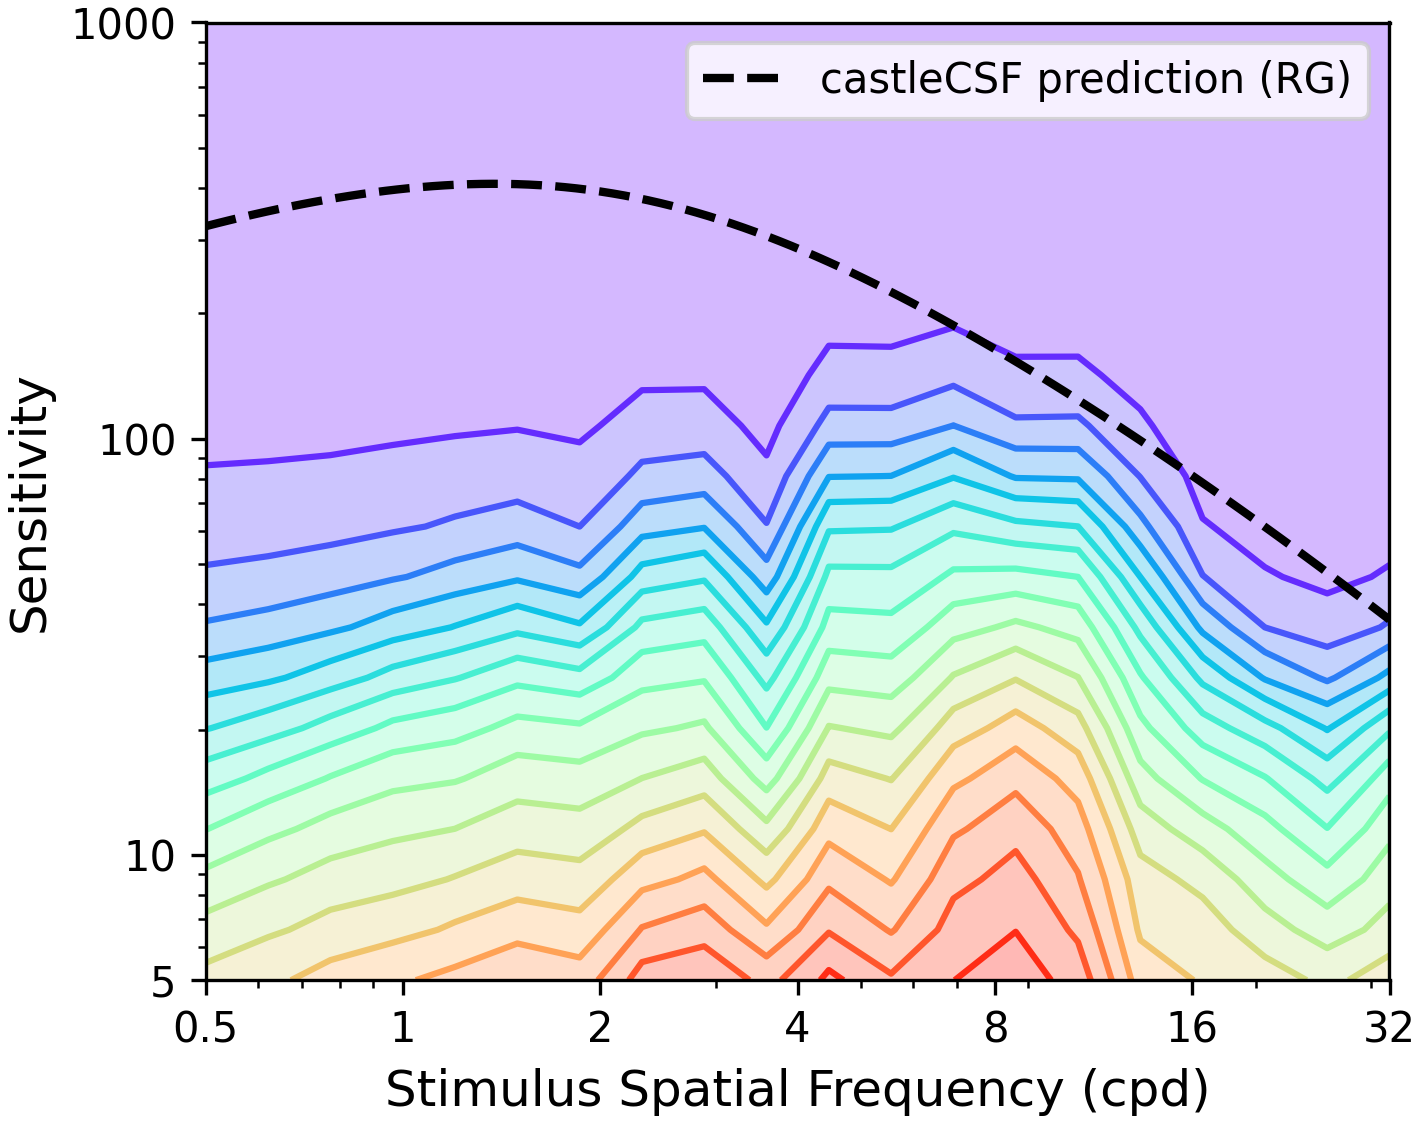 1000
castleCSF prediction (RG)
100
Sensitivity
10
5
0.5 1 2 4 8 16 32
Stimulus Spatial Frequency (cpd)